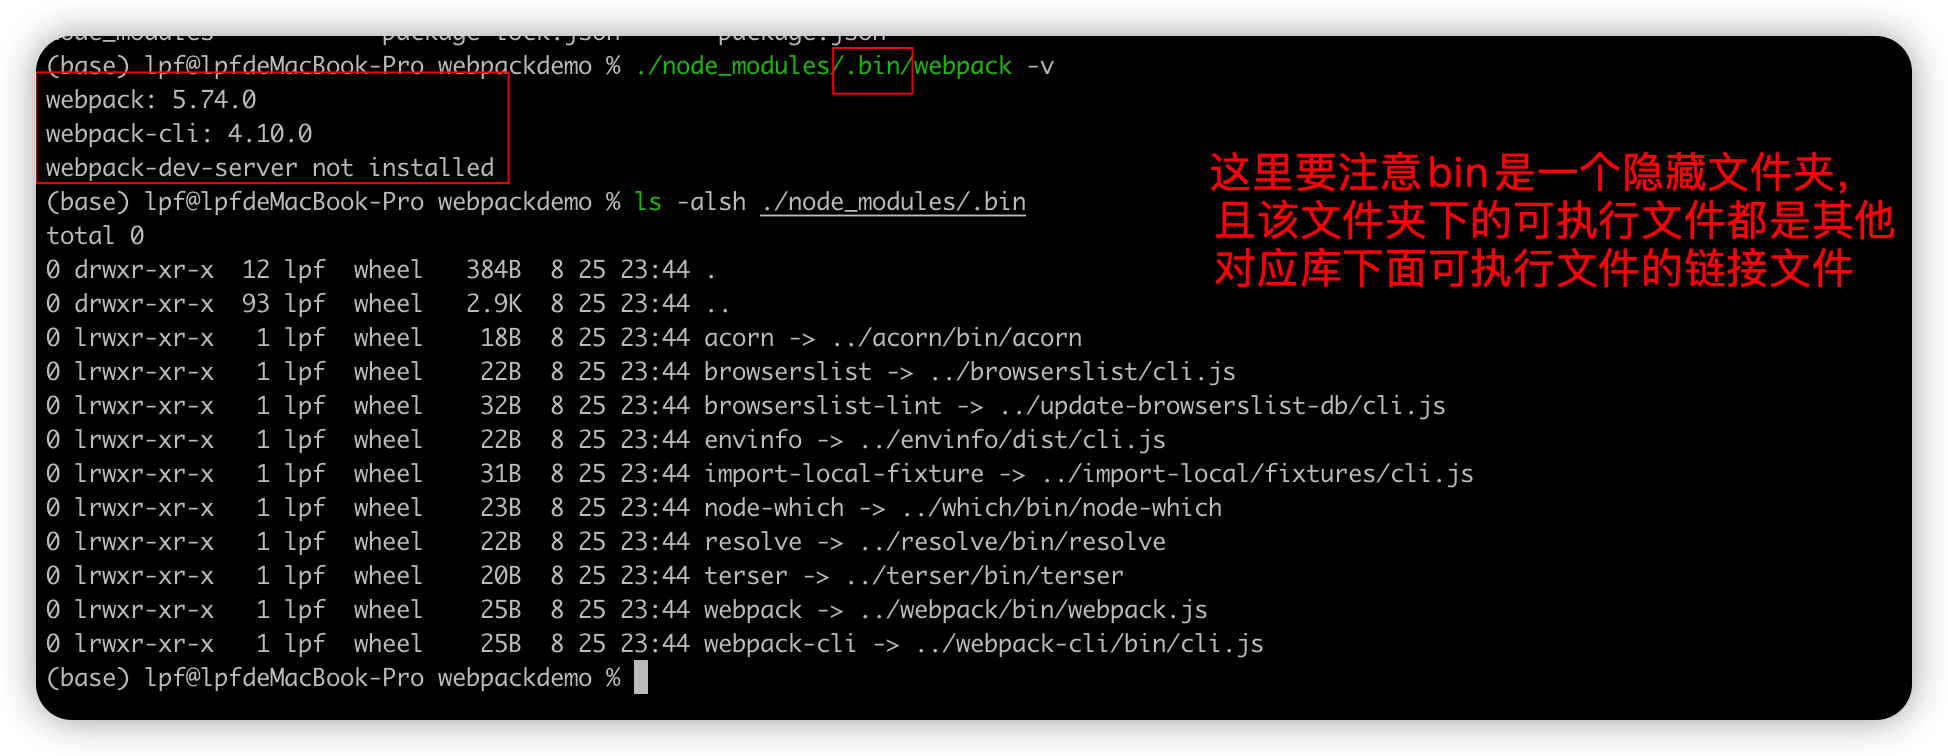 node_modules package-lock.json package.json
(base) lpf@lpfdeMacBook-Pro webpackdemo % ./node_modules/.bin/webpack -v
webpack: 5.74.0
webpack-cli: 4.10.0
webpack-dev-server not installed
(base) lpf@lpfdeMacBook-Pro webpackdemo % ls -alsh ./node_modules/.bin
total 0
0 drwxr-xr-x 12 lpf wheel 384B 8 25 23:44 .
0 drwxr-xr-x 93 lpf wheel 2.9K 8 25 23:44 ..
0 lrwxr-xr-x 1 lpf wheel 18B 8 25 23:44 acorn -> ../acorn/bin/acorn
0 lrwxr-xr-x 1 lpf wheel 22B 8 25 23:44 browserslist -> ../browserslist/cli.js
0 lrwxr-xr-x 1 lpf wheel 32B 8 25 23:44 browserslist-lint -> ../update-browserslist-db/cli.js
0 lrwxr-xr-x 1 lpf wheel 22B 8 25 23:44 envinfo -> ../envinfo/dist/cli.js
0 lrwxr-xr-x 1 lpf wheel 31B 8 25 23:44 import-local-fixture -> ../import-local/fixtures/cli.js
0 lrwxr-xr-x 1 lpf wheel 23B 8 25 23:44 node-which -> ../which/bin/node-which
0 lrwxr-xr-x 1 lpf wheel 22B 8 25 23:44 resolve -> ../resolve/bin/resolve
0 lrwxr-xr-x 1 lpf wheel 20B 8 25 23:44 terser -> ../terser/bin/terser
0 lrwxr-xr-x 1 lpf wheel 25B 8 25 23:44 webpack -> ../webpack/bin/webpack.js
0 lrwxr-xr-x 1 lpf wheel 25B 8 25 23:44 webpack-cli -> ../webpack-cli/bin/cli.js
(base) lpf@lpfdeMacBook-Pro webpackdemo %
这里要注意bin是一个隐藏文件夹,
且该文件夹下的可执行文件都是其他
对应库下面可执行文件的链接文件